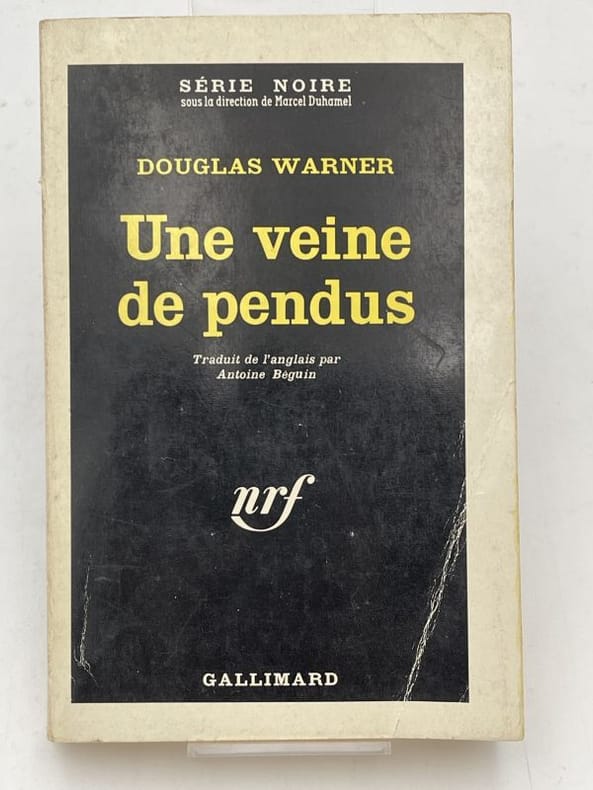 SÉRIE NOIRE
sous la direction de Marcel Duhamel
DOUGLAS WARNER
Une veine
de pendus
Traduit de l'anglais par
Antoine Béguin
nrf
GALLIMARD